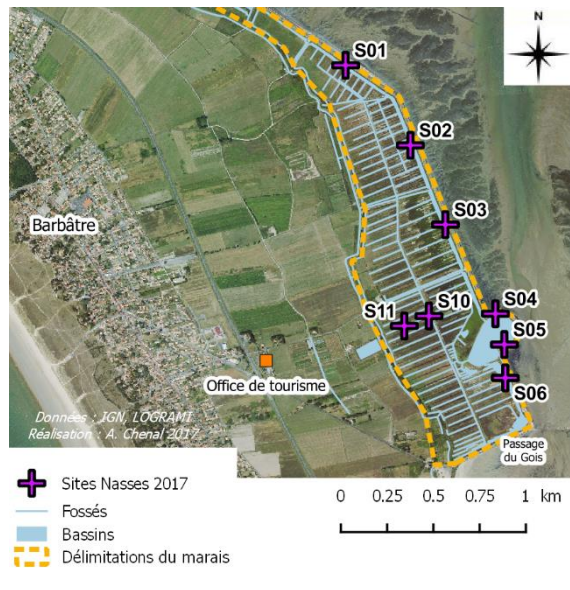 N
S01
S02
S03
Barbâtre
S04
S10
S11
S05
Office de tourisme
S06
Données : IGN, LOGRAMI
Réalisation : A. Chenal 2017
Passage
du Gois
Sites Nasses 2017
Fossés
Bassins
Délimitations du marais
0 0.25 0.5 0.75 1 km